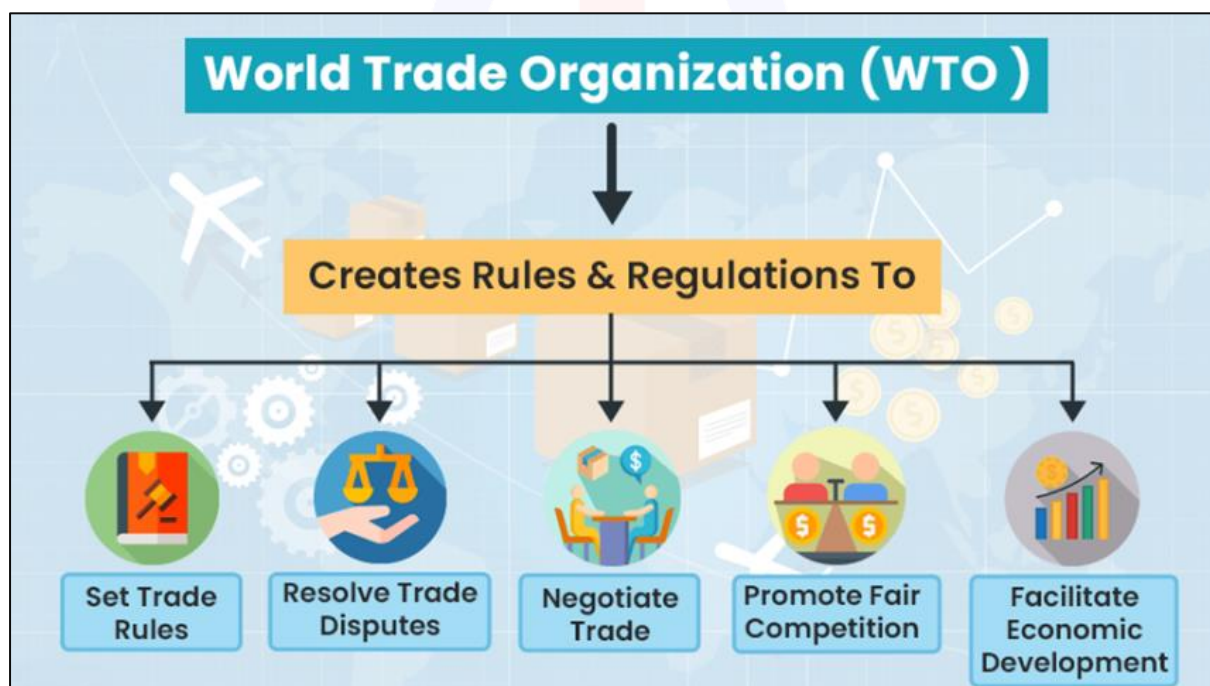 World Trade Organization (WTO )
Creates Rules & Regulations To
Set Trade
Rules
Resolve Trade
Disputes
Negotiate
Trade
Promote Fair
Competition
Facilitate
Economic
Development